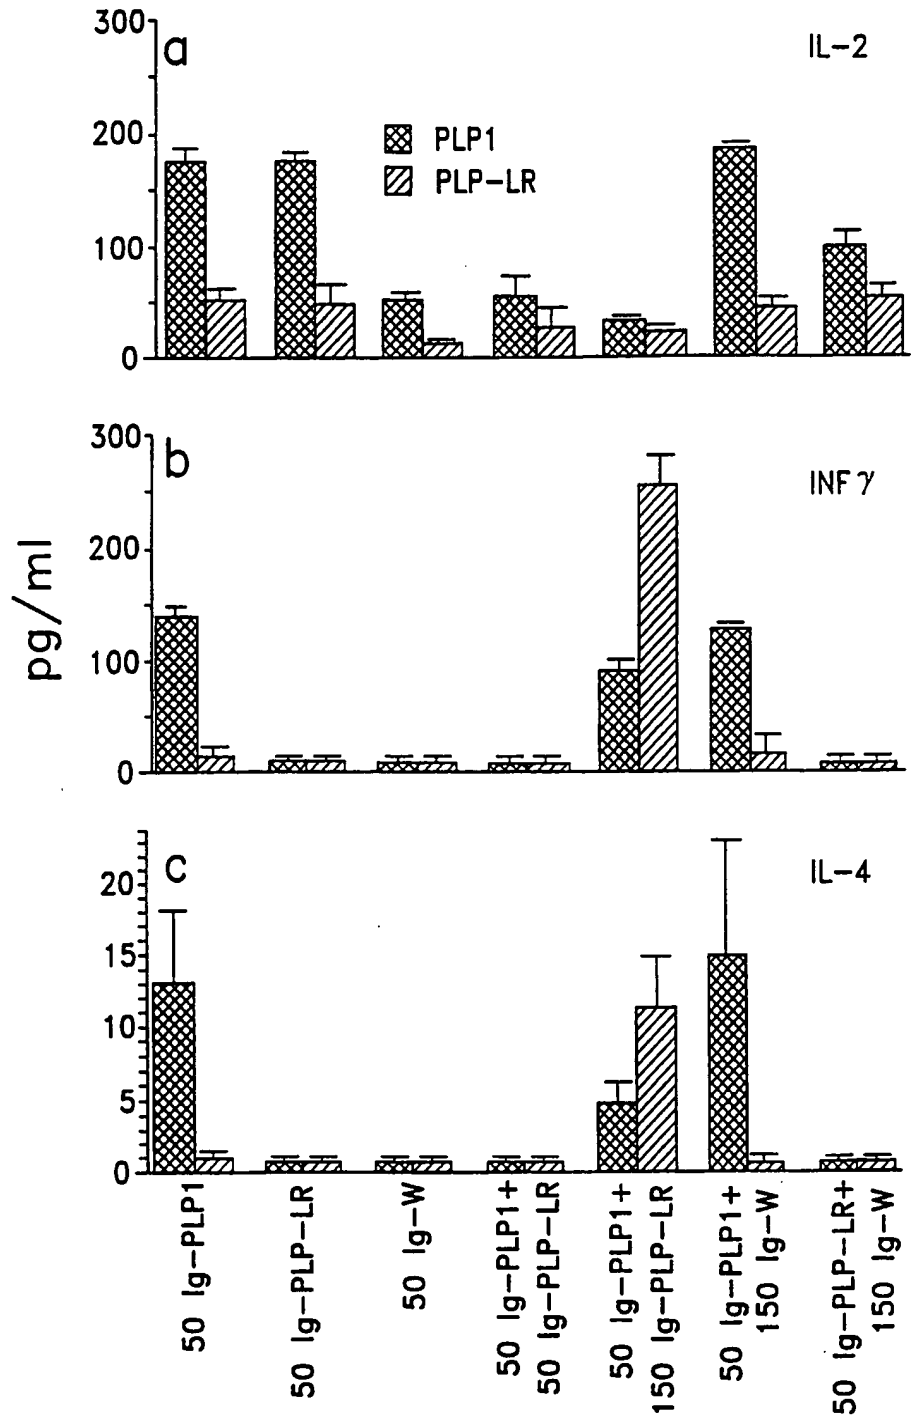 300
a
IL-2
200
PLP1
PLP-LR
100
0
300
b
INF γ
200
100
0
pg/ml
c
IL-4
20
15
10
5
0
50 Ig-PLP1
50 Ig-PLP-LR
50 Ig-W
50 Ig-PLP1+
50 Ig-PLP-LR
50 Ig-PLP1+
150 Ig-PLP-LR
50 Ig-PLP1+
150 Ig-W
50 Ig-PLP-LR+
150 Ig-W